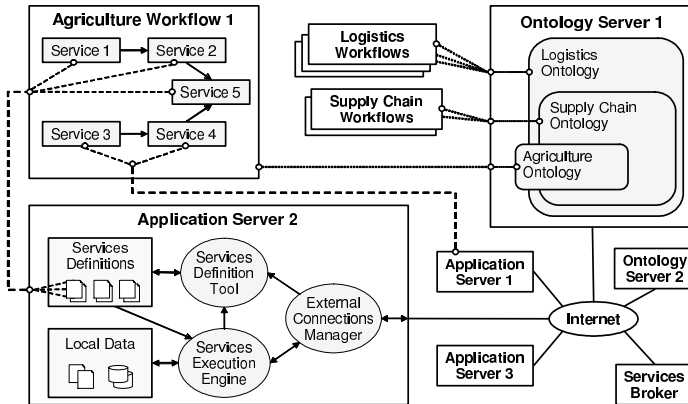 Agriculture Workflow 1
Service 1
Service 2
Service 5
Service 3
Service 4
Logistics
Workflows
Supply Chain
Workflows
Ontology Server 1
Logistics
Ontology
Supply Chain
Ontology
Agriculture
Ontology
Application Server 2
Services
Definitions
Services
Definition
Tool
External
Connections
Manager
Local Data
Services
Execution
Engine
Application
Server 1
Ontology
Server 2
Internet
Application
Server 3
Services
Broker